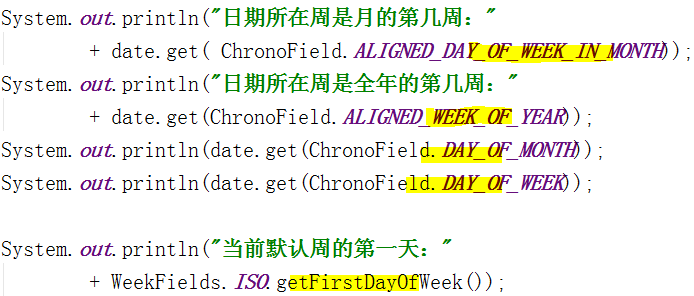 System.out.println("日期所在周是月的第几周："
+ date.get( ChronoField.ALIGNED_DAY_OF_WEEK_IN_MONTH));
System.out.println("日期所在周是全年的第几周："
+ date.get(ChronoField.ALIGNED_WEEK_OF_YEAR));
System.out.println(date.get(ChronoField.DAY_OF_MONTH));
System.out.println(date.get(ChronoField.DAY_OF_WEEK));
System.out.println("当前默认周的第一天："
+ WeekFields.ISO.getFirstDayOfWeek());